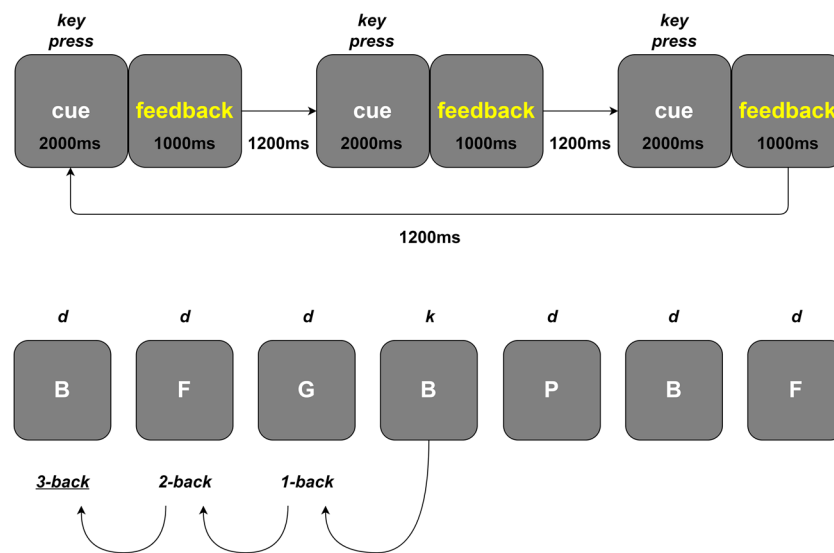 key press key press key press
cue feedback cue feedback cue feedback
2000ms 1000ms 1200ms 2000ms 1000ms 1200ms 2000ms 1000ms
1200ms
d d d k d d d
B F G B P B F
3-back 2-back 1-back